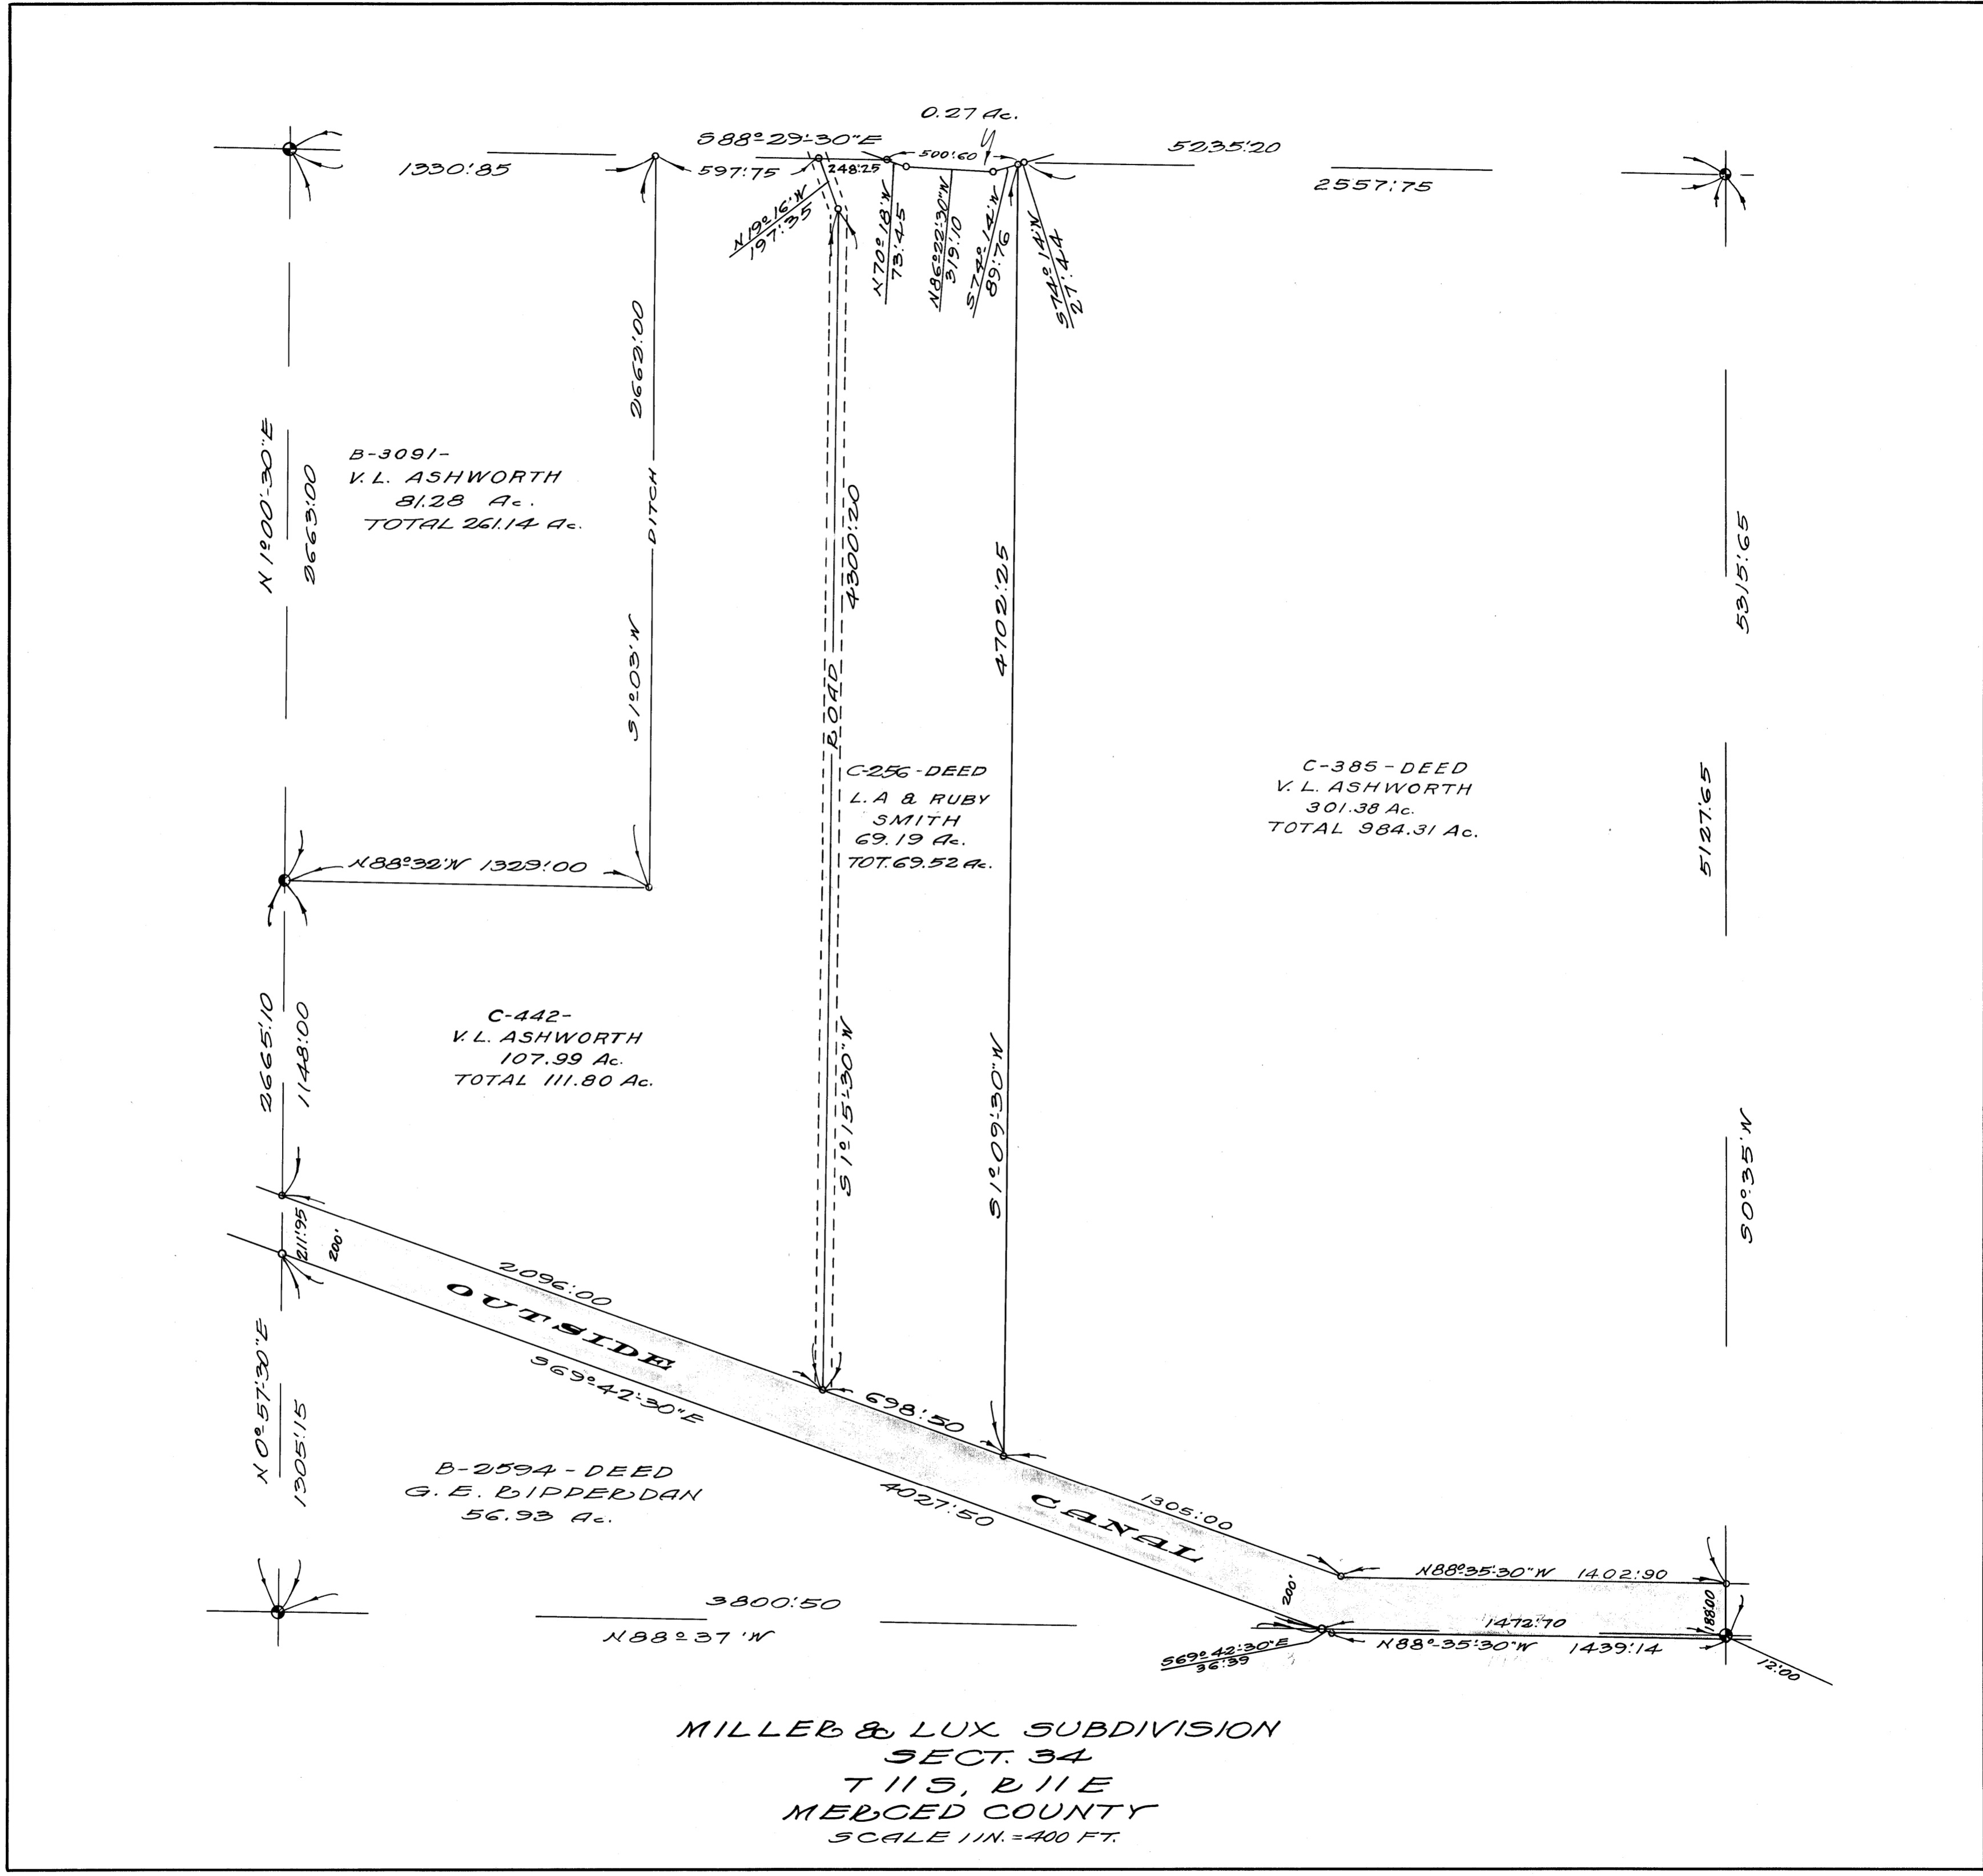 0.27 Ac.
S88°-29'-30"E
5235'.20
1330'.85
597'.75
248'.25
500'.60
2557'.75
N19°-16'W
197'.35
N70°-18'W
73'.45
N86°-22'-30"W
319'.10
S74°-14'W
89'.76
S74°-14'W
27'.44
N 1°-00'-30"E
2663'.00
2662'.00
DITCH
S1°-03'W
B-3091-
V. L. ASHWORTH
81.28 Ac.
TOTAL 261.14 Ac.
4300'.20
ROAD
S 1°-15'-30"W
4702'.25
S1°-09'-30"W
5315'.65
5127'.65
S0°-35'W
C-256-DEED
L. A & RUBY
SMITH
69.19 Ac.
TOT. 69.52 Ac.
C-385-DEED
V. L. ASHWORTH
301.38 Ac.
TOTAL 984.31 Ac.
N88°-32'W 1329'.00
2665'.10
1148'.00
C-442-
V. L. ASHWORTH
107.99 Ac.
TOTAL 111.80 Ac.
211'.95
200'
2096'.00
OUTSIDE
S69°-42'-30"E
698'.50
N 0°-57'-30"E
1305'.15
B-2594-DEED
G. E. RIPPERDAN
56.93 Ac.
4027'.50
CANAL
1305'.00
N88°-35'-30"W 1402'.90
200'
188'.00
3800'.50
N88°-37'W
1472'.70
N88°-35'-30"W 1439'.14
S69°-42'-30"E
36'.39
12'.00
MILLER & LUX SUBDIVISION
SECT. 34
T 11 S, R 11 E
MERCED COUNTY
SCALE 1 IN. = 400 FT.